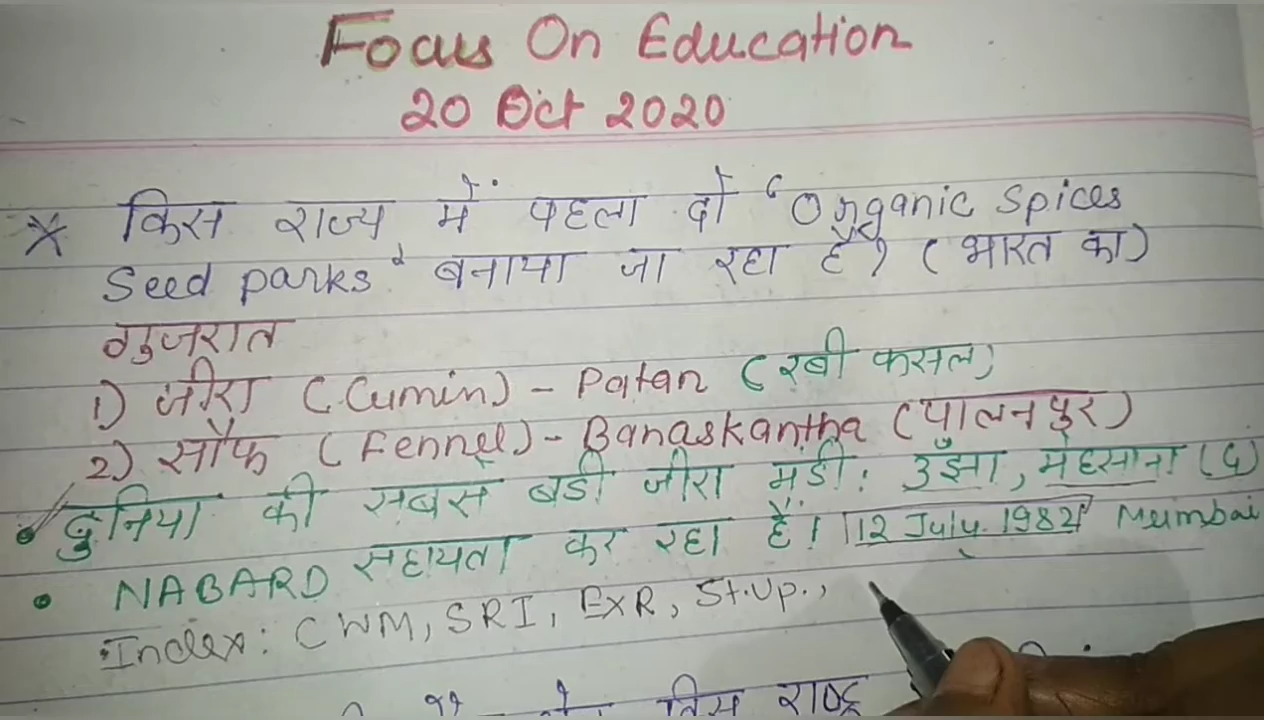 Focus On Education
20 Oct 2020
* किस राज्य में पहला दो 'Organic Spices
Seed parks' बनाया जा रहा है? (भारत का)
गुजरात
1) जीरा (Cumin) - Patan (रबी फसल)
2) सौंफ (Fennel) - Banaskantha (पालनपुर)
• दुनिया की सबसे बडी जीरा मंडी: उँझा, मेहसाना (G)
• NABARD सहायता कर रहा है! 12 July 1982 Mumbai
Index: CWM, SRI, ExR, St.Up.,
किस राष्ट्र